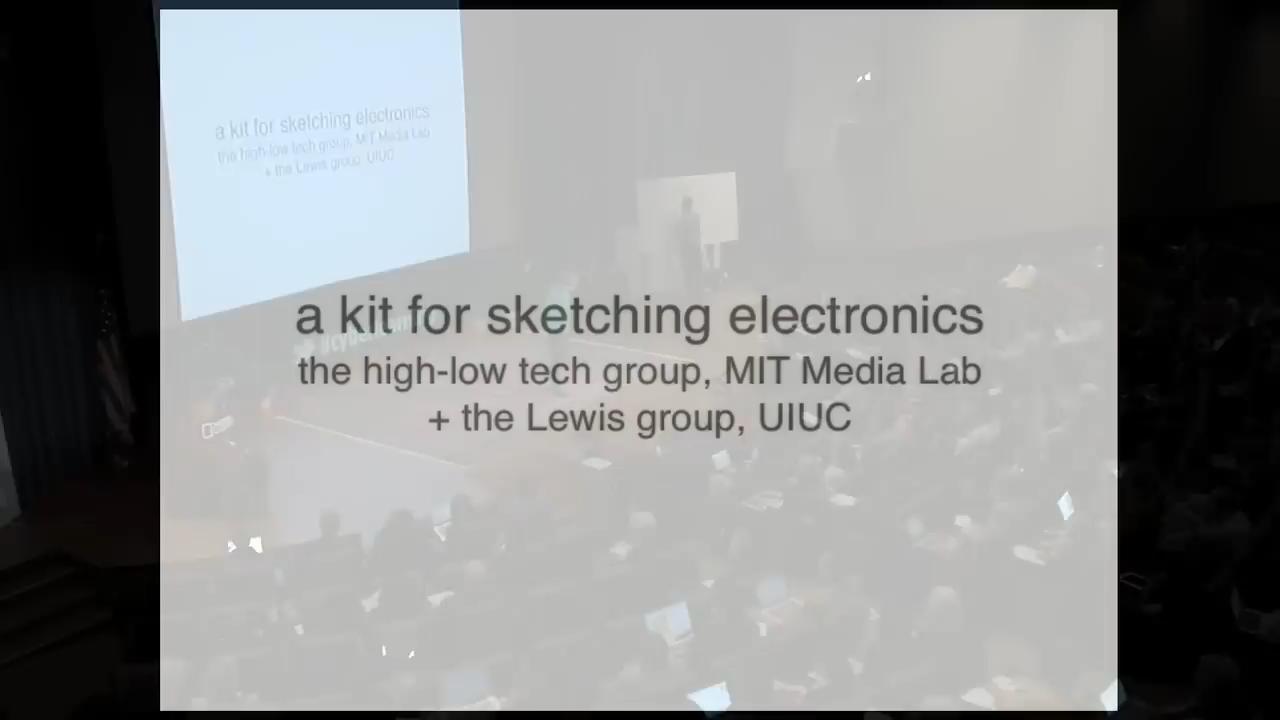 a kit for sketching electronics
the high-low tech group, MIT Media Lab
+ the Lewis group, UIUC
a kit for sketching electronics
the high-low tech group, MIT Media Lab
+ the Lewis group, UIUC